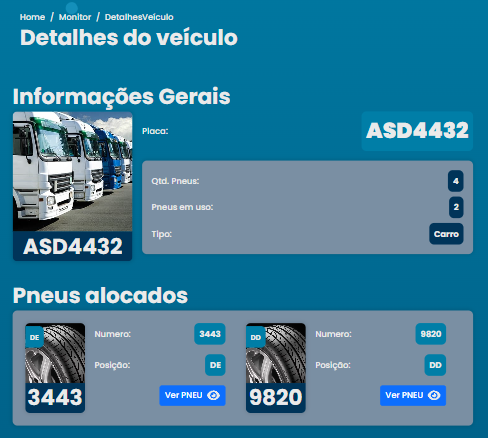 Home / Monitor / DetalhesVeículo
Detalhes do veículo
Informações Gerais
Placa: ASD4432
ASD4432
Qtd. Pneus: 4
Pneus em uso: 2
Tipo: Carro
Pneus alocados
DE
Numero: 3443
Posição: DE
3443
Ver PNEU
DD
Numero: 9820
Posição: DD
9820
Ver PNEU